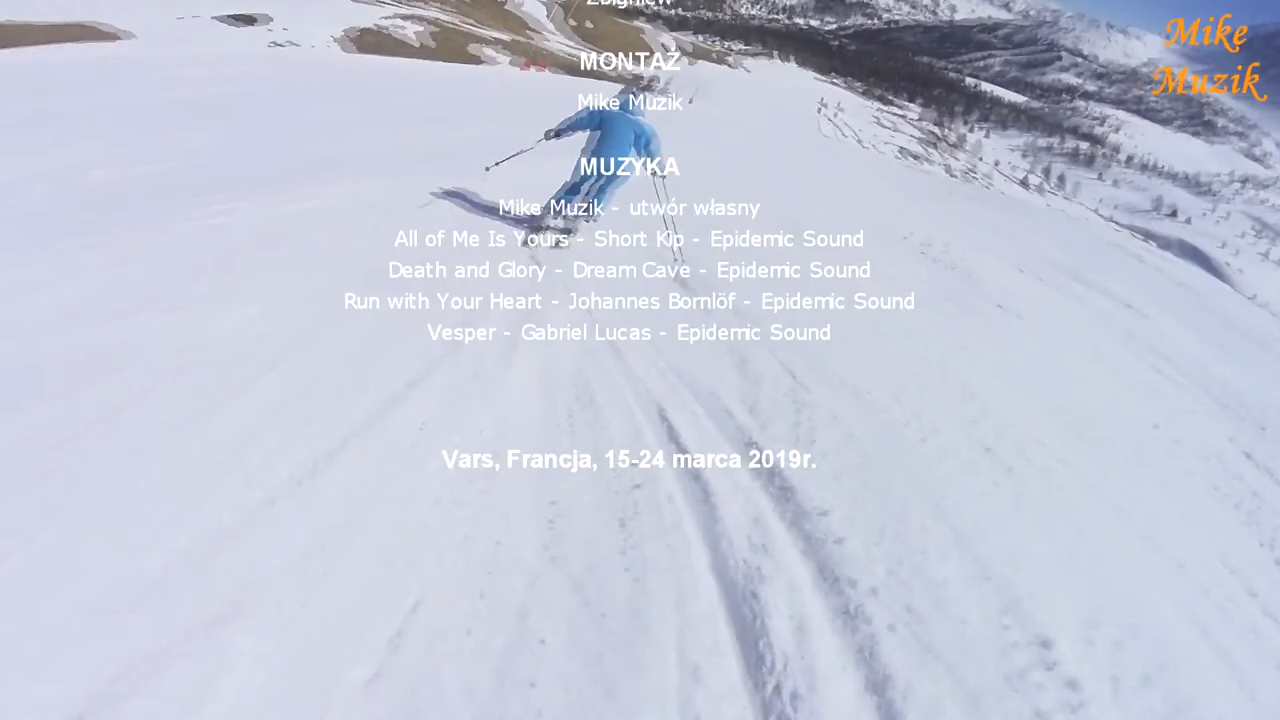 Zbigniew
MONTAŻ
Mike Muzik
MUZYKA
Mike Muzik - utwór własny
All of Me Is Yours - Short Kip - Epidemic Sound
Death and Glory - Dream Cave - Epidemic Sound
Run with Your Heart - Johannes Bornlöf - Epidemic Sound
Vesper - Gabriel Lucas - Epidemic Sound
Vars, Francja, 15-24 marca 2019r.
Mike
Muzik